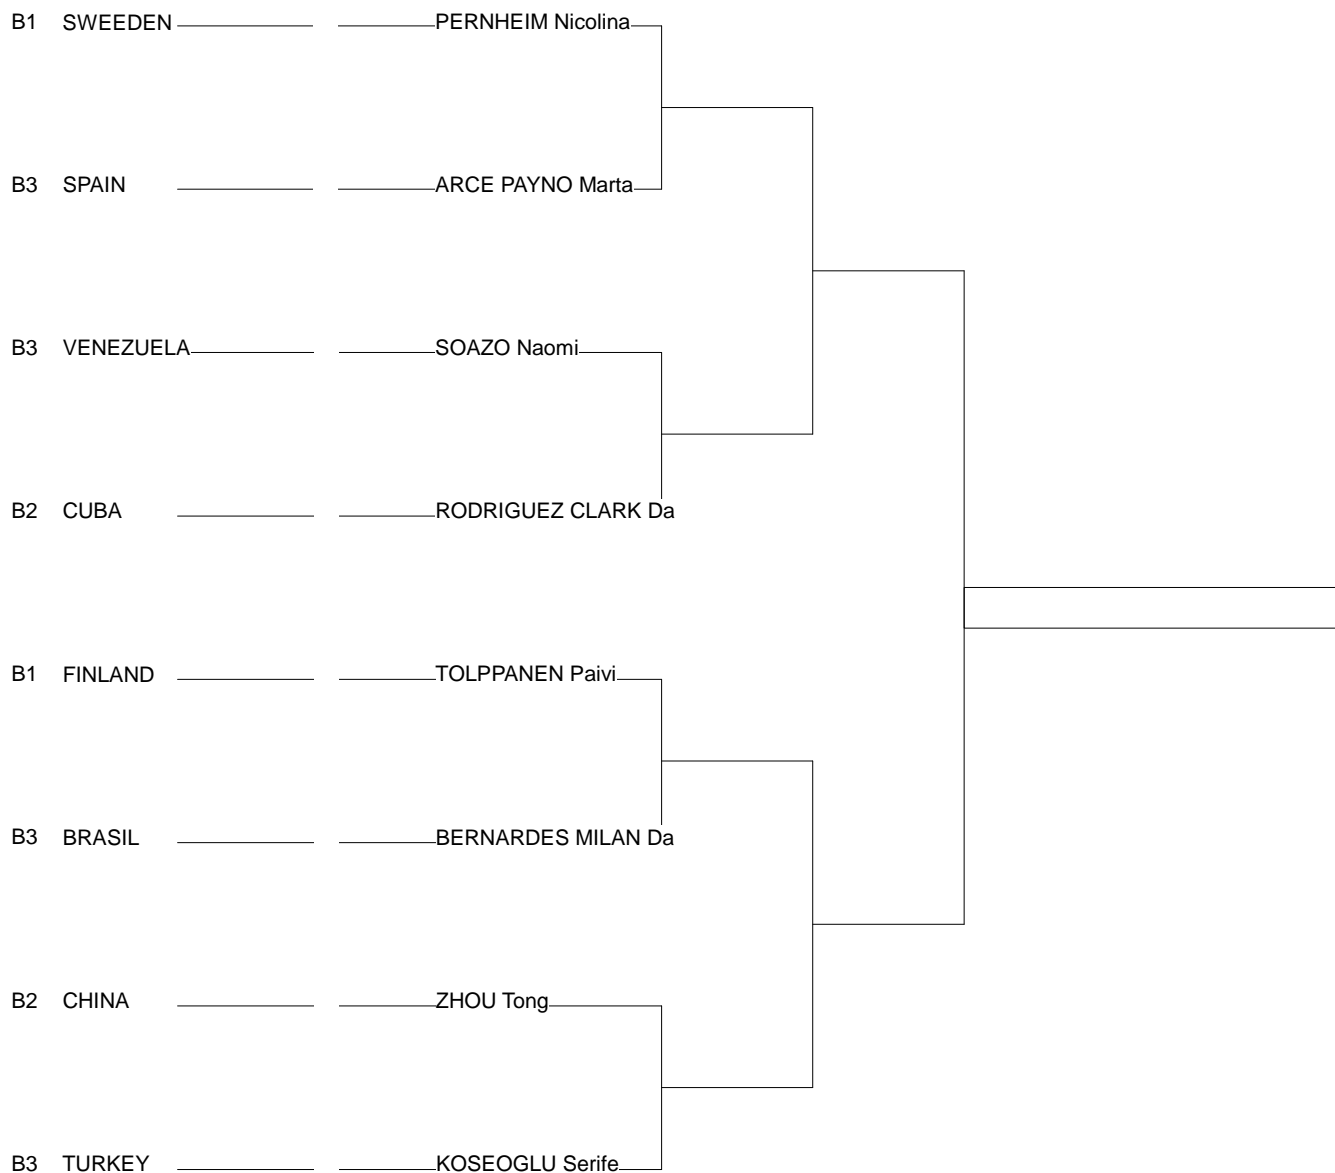 B1 SWEEDEN PERNHEIM Nicolina
B3 SPAIN ARCE PAYNO Marta
B3 VENEZUELA SOAZO Naomi
B2 CUBA RODRIGUEZ CLARK Da
B1 FINLAND TOLPPANEN Paivi
B3 BRASIL BERNARDES MILAN Da
B2 CHINA ZHOU Tong
B3 TURKEY KOSEOGLU Serife